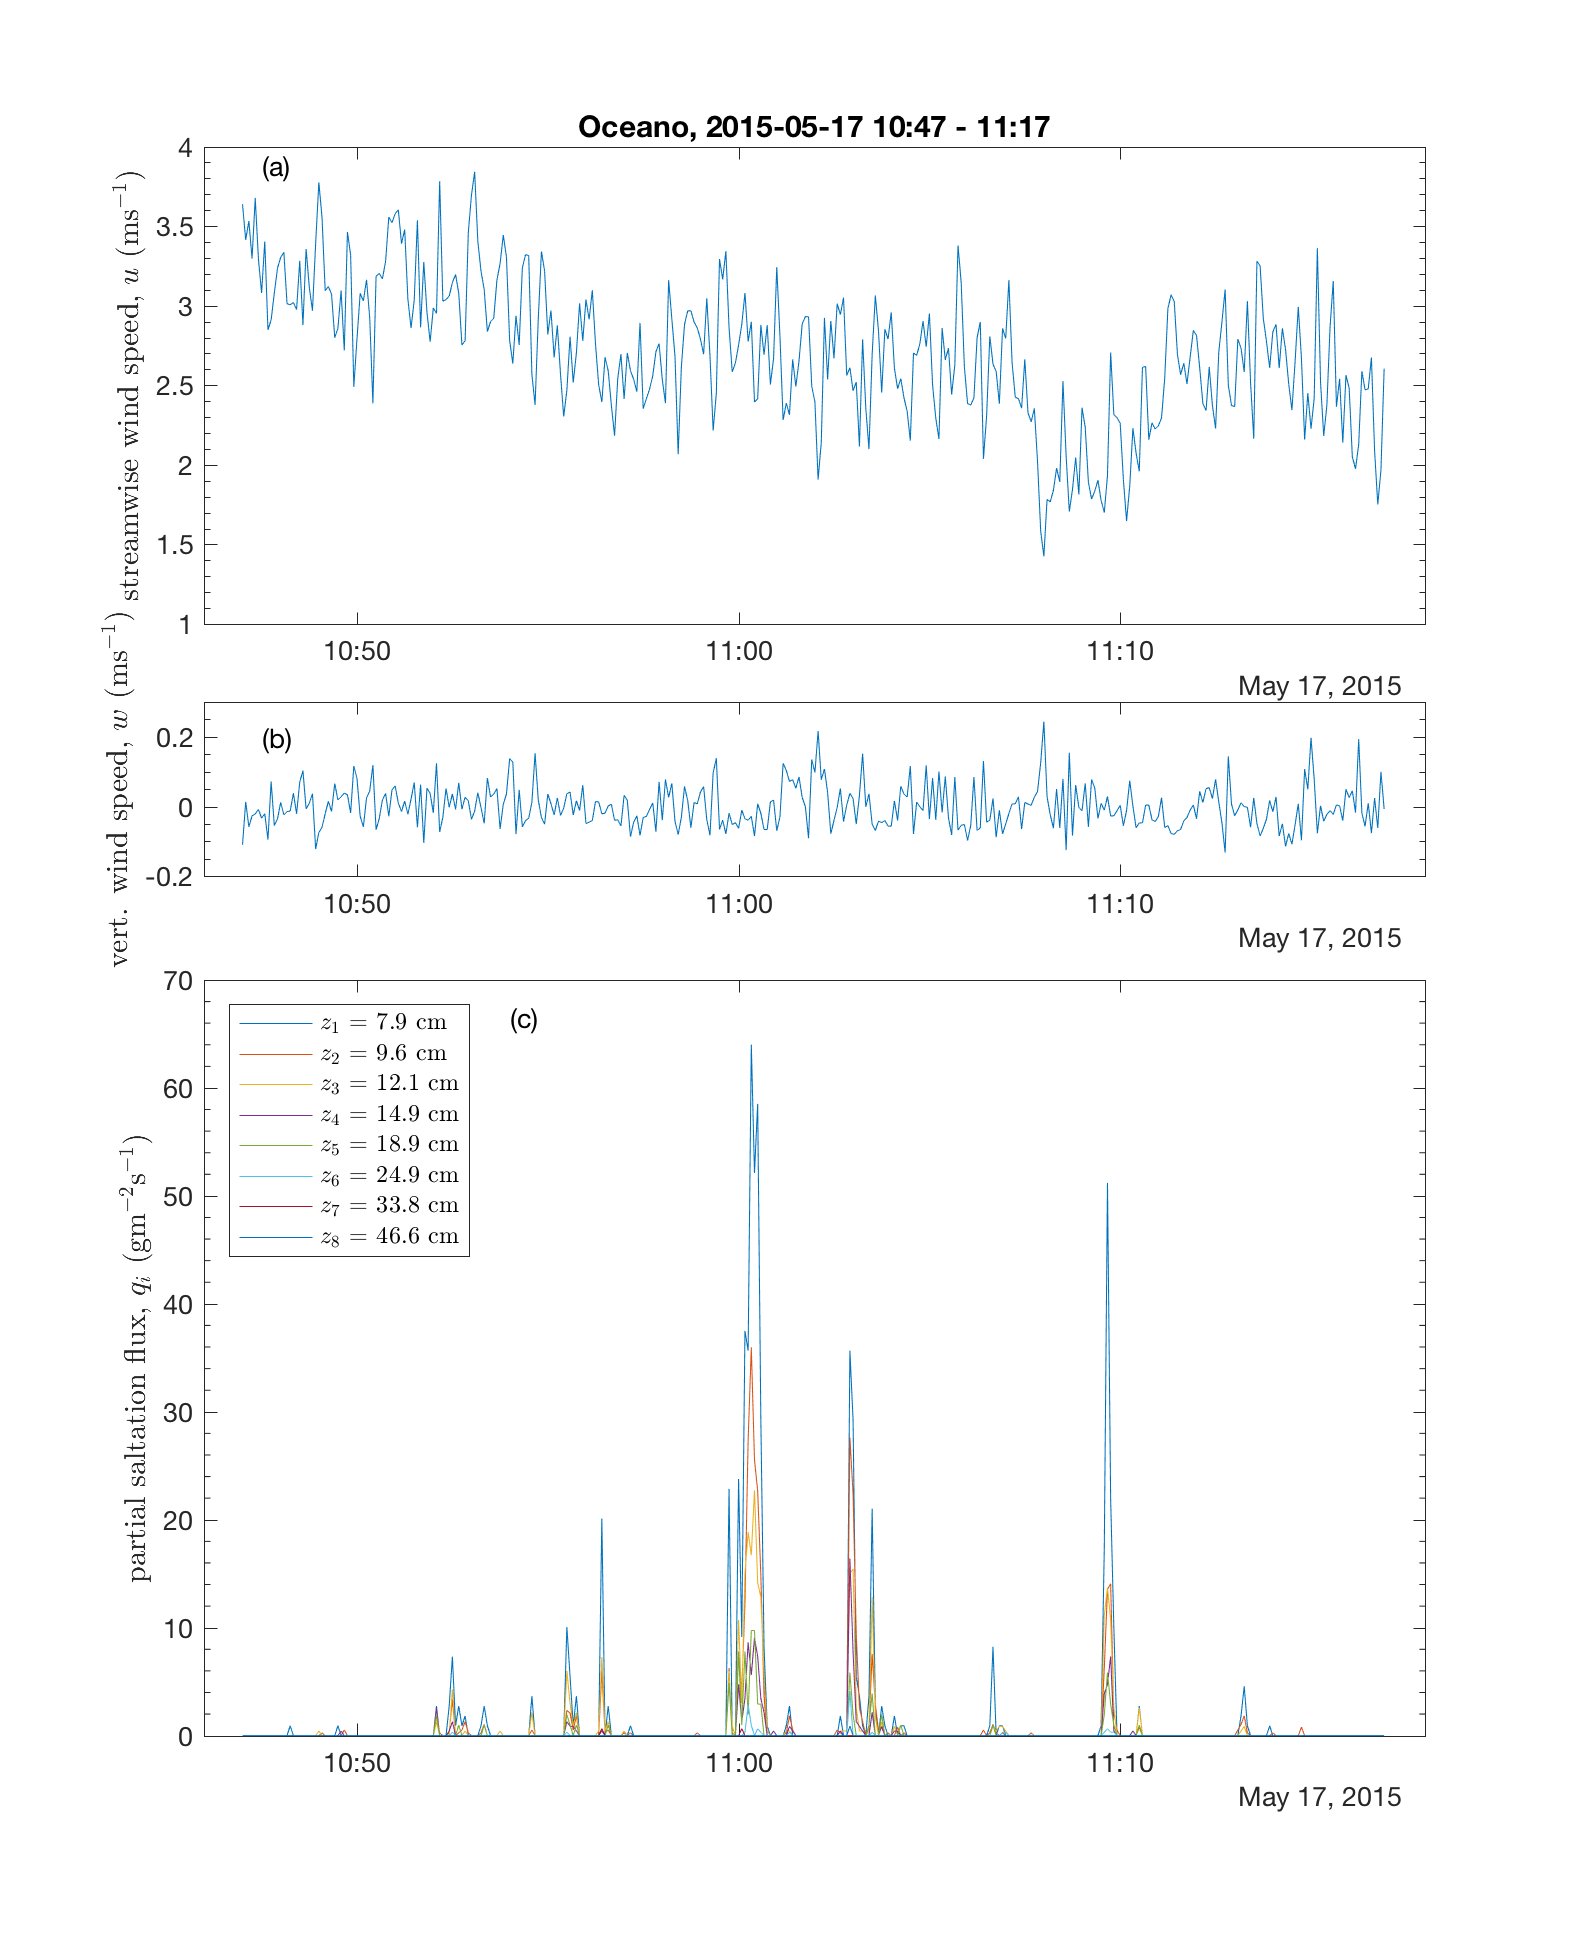 Oceano, 2015-05-17 10:47 - 11:17
(a)
streamwise wind speed, u (ms⁻¹)
4
3.5
3
2.5
2
1.5
1
10:50 11:00 11:10
May 17, 2015
(b)
vert. wind speed, w (ms⁻¹)
0.2
0
-0.2
10:50 11:00 11:10
May 17, 2015
(c)
partial saltation flux, qᵢ (gm⁻²s⁻¹)
70
60
50
40
30
20
10
0
z₁ = 7.9 cm
z₂ = 9.6 cm
z₃ = 12.1 cm
z₄ = 14.9 cm
z₅ = 18.9 cm
z₆ = 24.9 cm
z₇ = 33.8 cm
z₈ = 46.6 cm
10:50 11:00 11:10
May 17, 2015